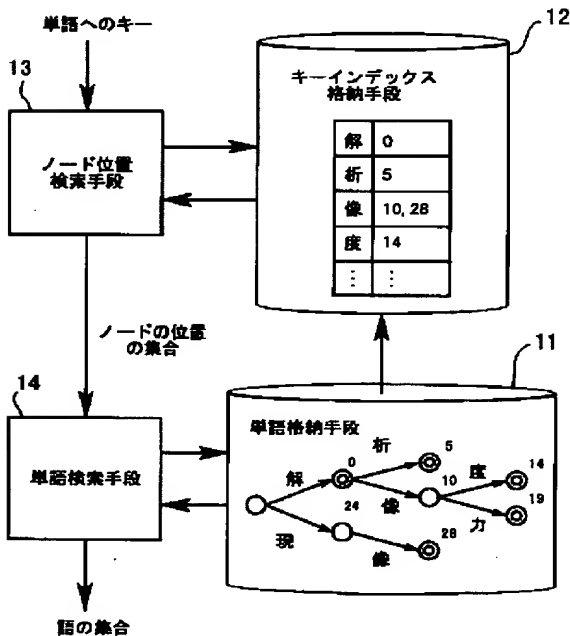 単語へのキー
13
ノード位置
検索手段
12
キーインデックス
格納手段
解 0
析 5
像 10, 28
度 14
⋮ ⋮
ノードの位置
の集合
14
単語検索手段
語の集合
11
単語格納手段
析 5
解 0
像 10
度 14
力 19
現 24
像 28